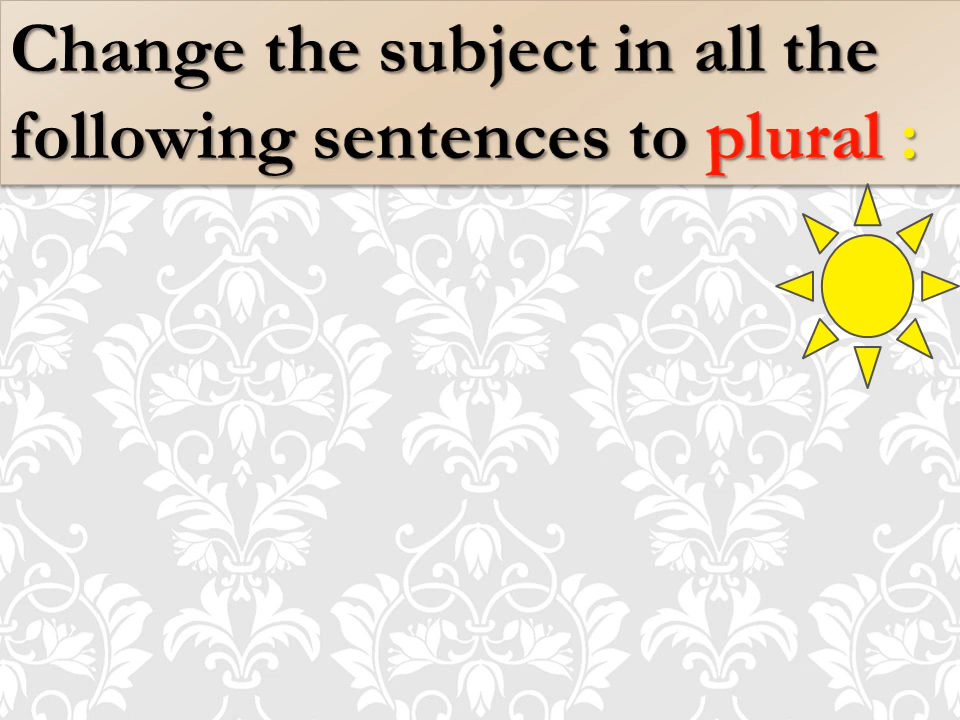 Change the subject in all the
following sentences to plural :